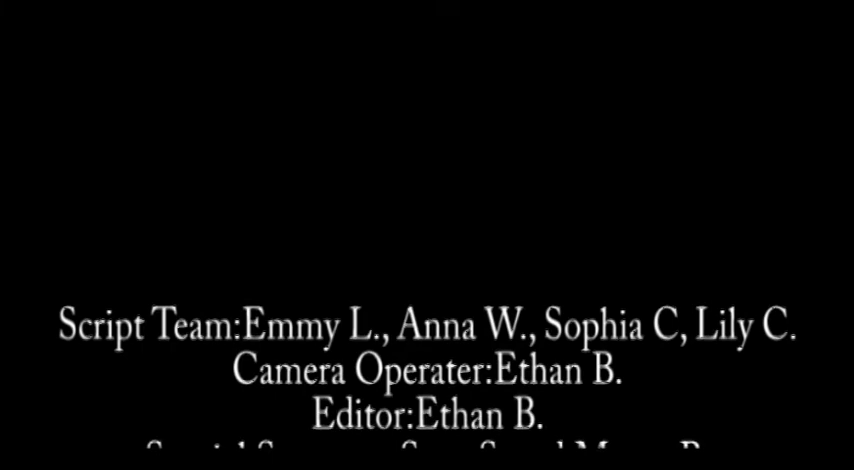 Script Team:Emmy L., Anna W., Sophia C, Lily C.
Camera Operater:Ethan B.
Editor:Ethan B.